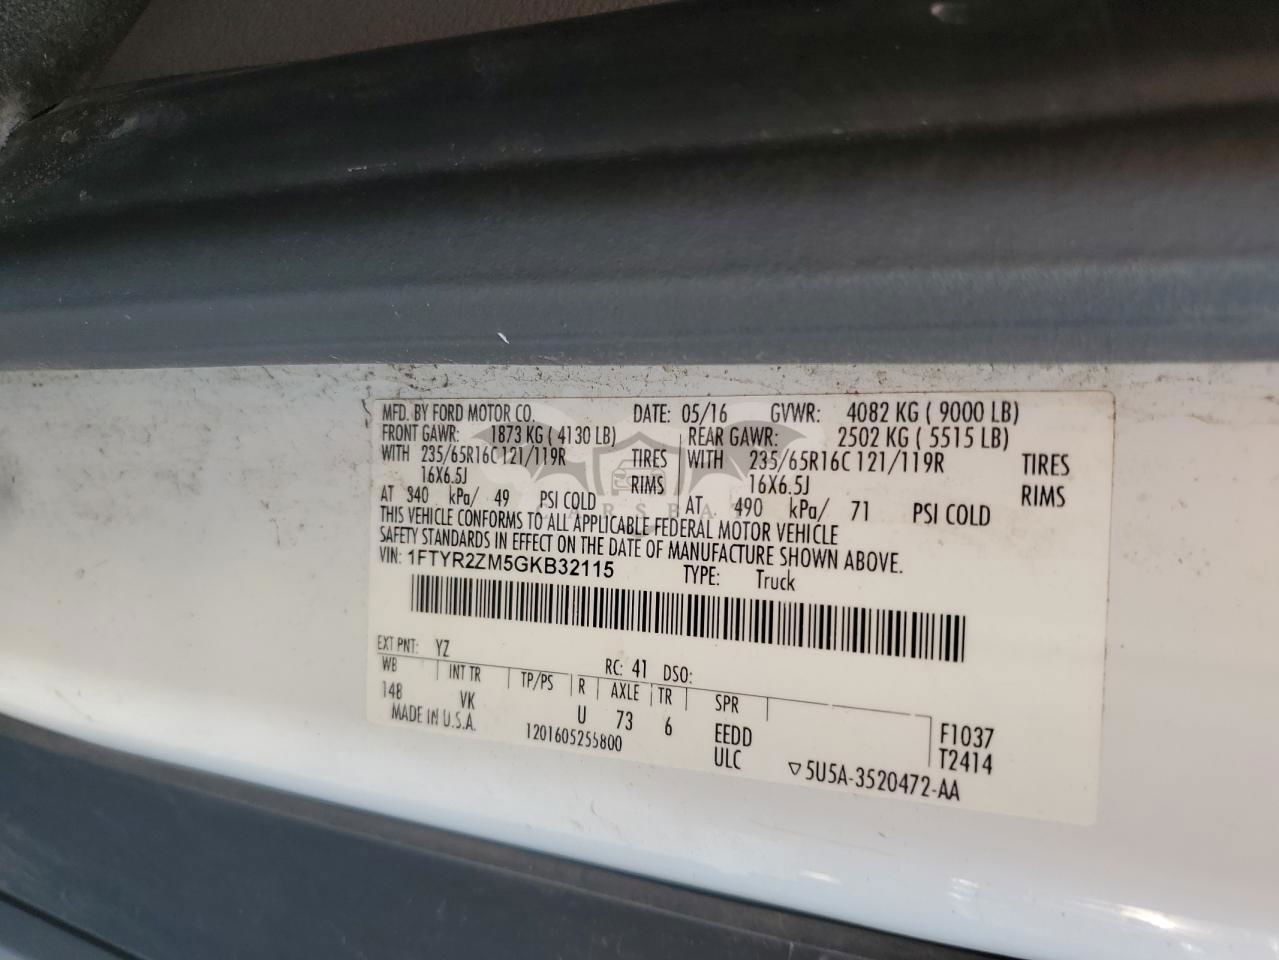 MFD. BY FORD MOTOR CO. DATE: 05/16 GVWR: 4082 KG ( 9000 LB)
FRONT GAWR: 1873 KG ( 4130 LB) REAR GAWR: 2502 KG ( 5515 LB)
WITH 235/65R16C 121/119R TIRES WITH 235/65R16C 121/119R TIRES
16X6.5J RIMS 16X6.5J RIMS
AT 340 kPa/ 49 PSI COLD AT 490 kPa/ 71 PSI COLD
THIS VEHICLE CONFORMS TO ALL APPLICABLE FEDERAL MOTOR VEHICLE
SAFETY STANDARDS IN EFFECT ON THE DATE OF MANUFACTURE SHOWN ABOVE.
VIN: 1FTYR2ZM5GKB32115 TYPE: Truck
EXT PNT: YZ RC: 41 DSO:
WB INT TR TP/PS R AXLE TR SPR
148 VK U 73 6 EEDD F1037
MADE IN U.S.A. 1201605255800 ULC T2414
5U5A-3520472-AA
CARSBA